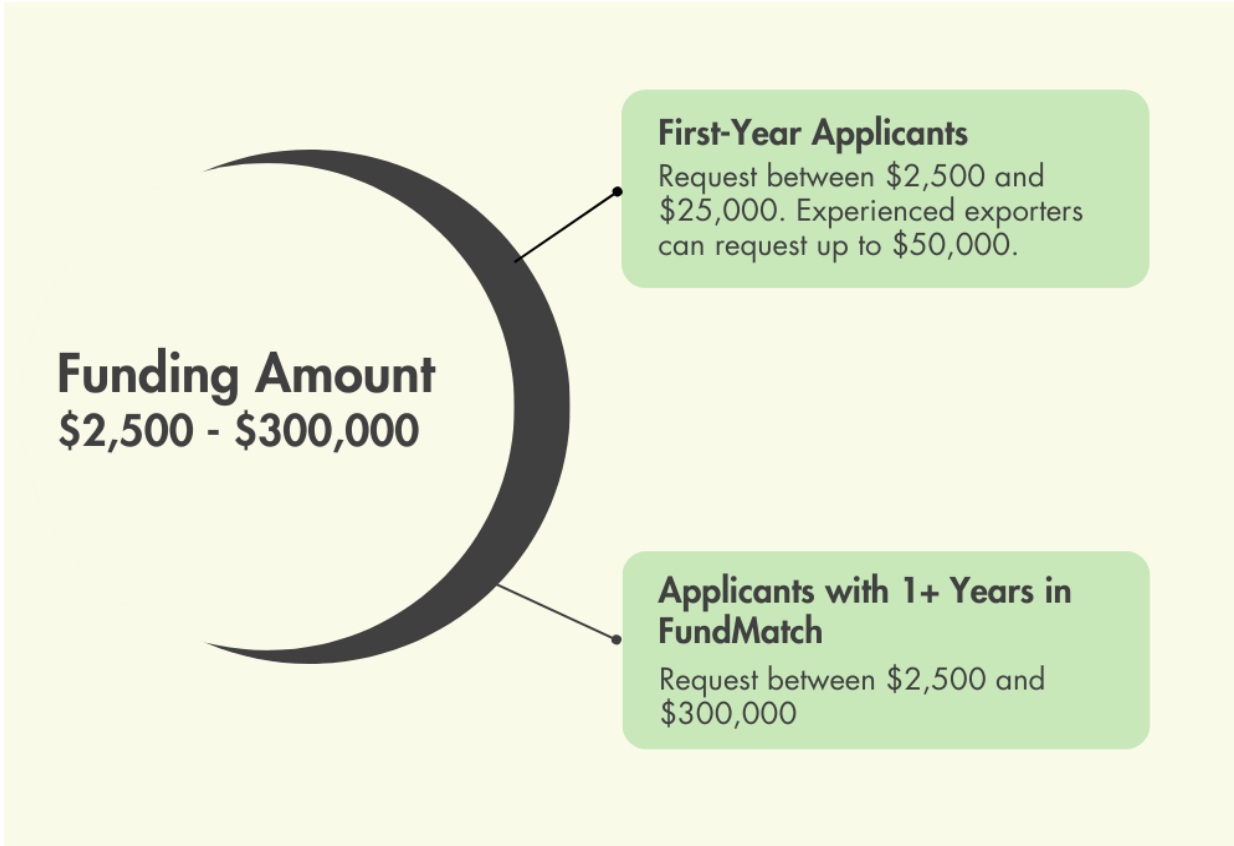 Funding Amount
$2,500 - $300,000
First-Year Applicants
Request between $2,500 and
$25,000. Experienced exporters
can request up to $50,000.
Applicants with 1+ Years in
FundMatch
Request between $2,500 and
$300,000